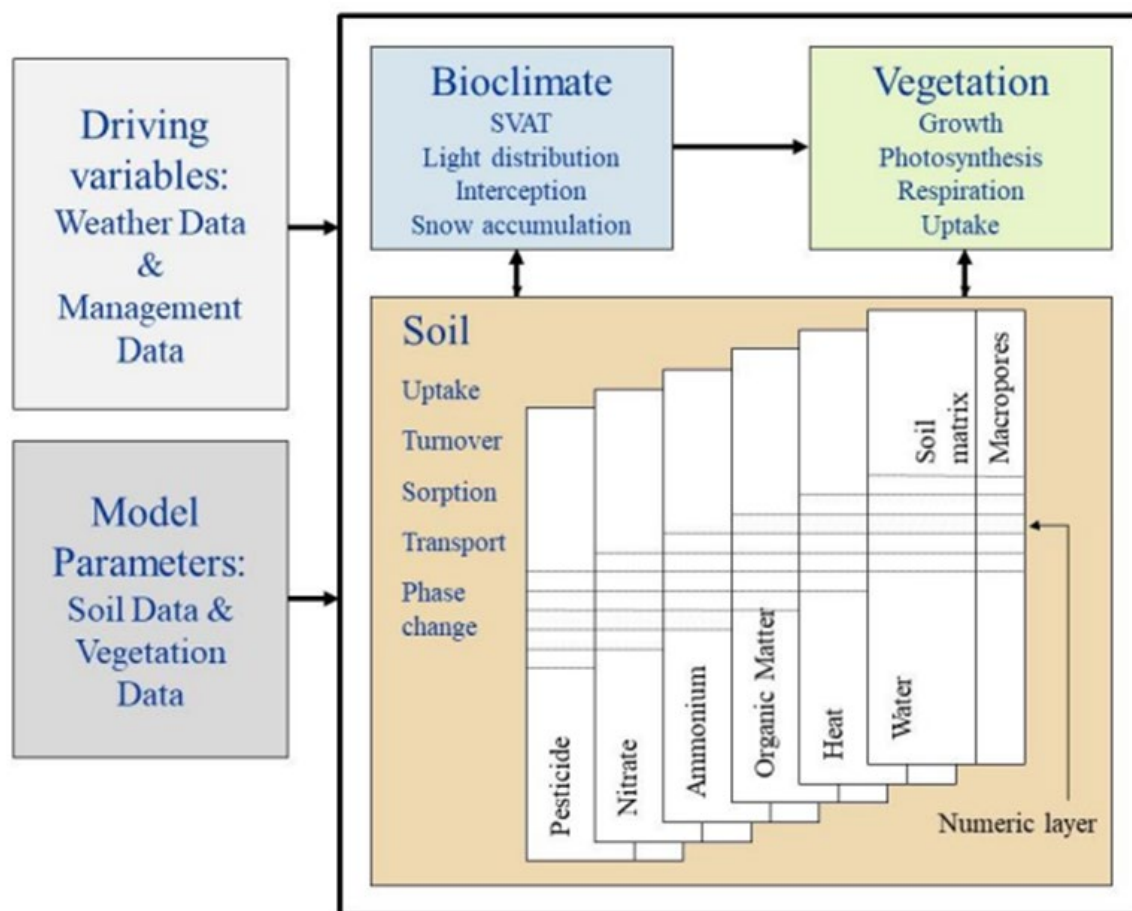 Driving
variables:
Weather Data
&
Management
Data
Model
Parameters:
Soil Data &
Vegetation
Data
Bioclimate
SVAT
Light distribution
Interception
Snow accumulation
Vegetation
Growth
Photosynthesis
Respiration
Uptake
Soil
Uptake
Turnover
Sorption
Transport
Phase
change
Pesticide
Nitrate
Ammonium
Organic Matter
Heat
Water
Soil
matrix
Macropores
Numeric layer